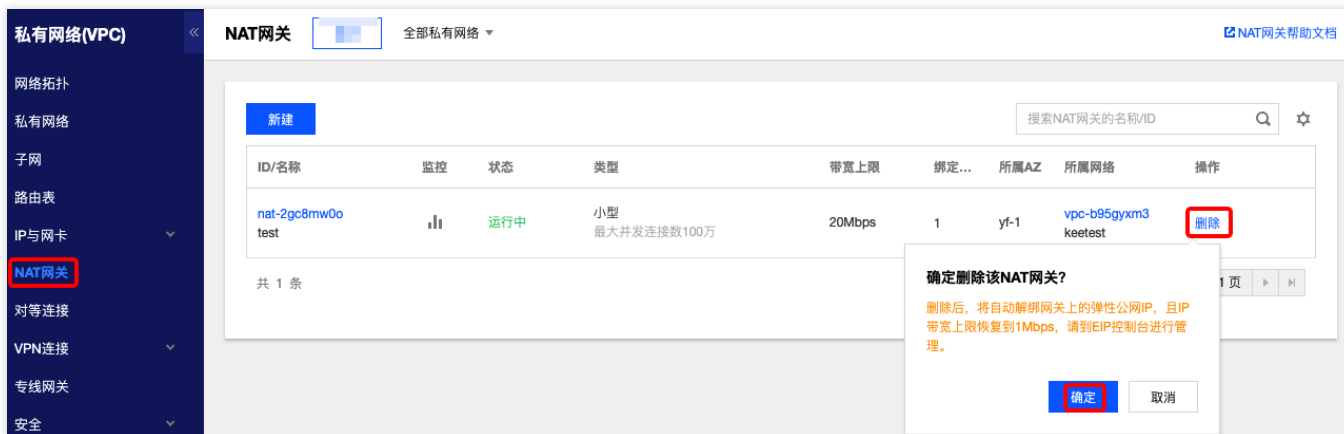 私有网络(VPC)
NAT网关
全部私有网络
NAT网关帮助文档
网络拓扑
私有网络
子网
路由表
IP与网卡
NAT网关
对等连接
VPN连接
专线网关
安全
新建
搜索NAT网关的名称/ID
ID/名称 监控 状态 类型 带宽上限 绑定... 所属AZ 所属网络 操作
nat-2gc8mw0o 运行中 小型 20Mbps 1 yf-1 vpc-b95gyxm3 删除
test 最大并发连接数100万 keetest
共 1 条
1 页
确定删除该NAT网关?
删除后，将自动解绑网关上的弹性公网IP，且IP
带宽上限恢复到1Mbps，请到EIP控制台进行管
理。
确定 取消